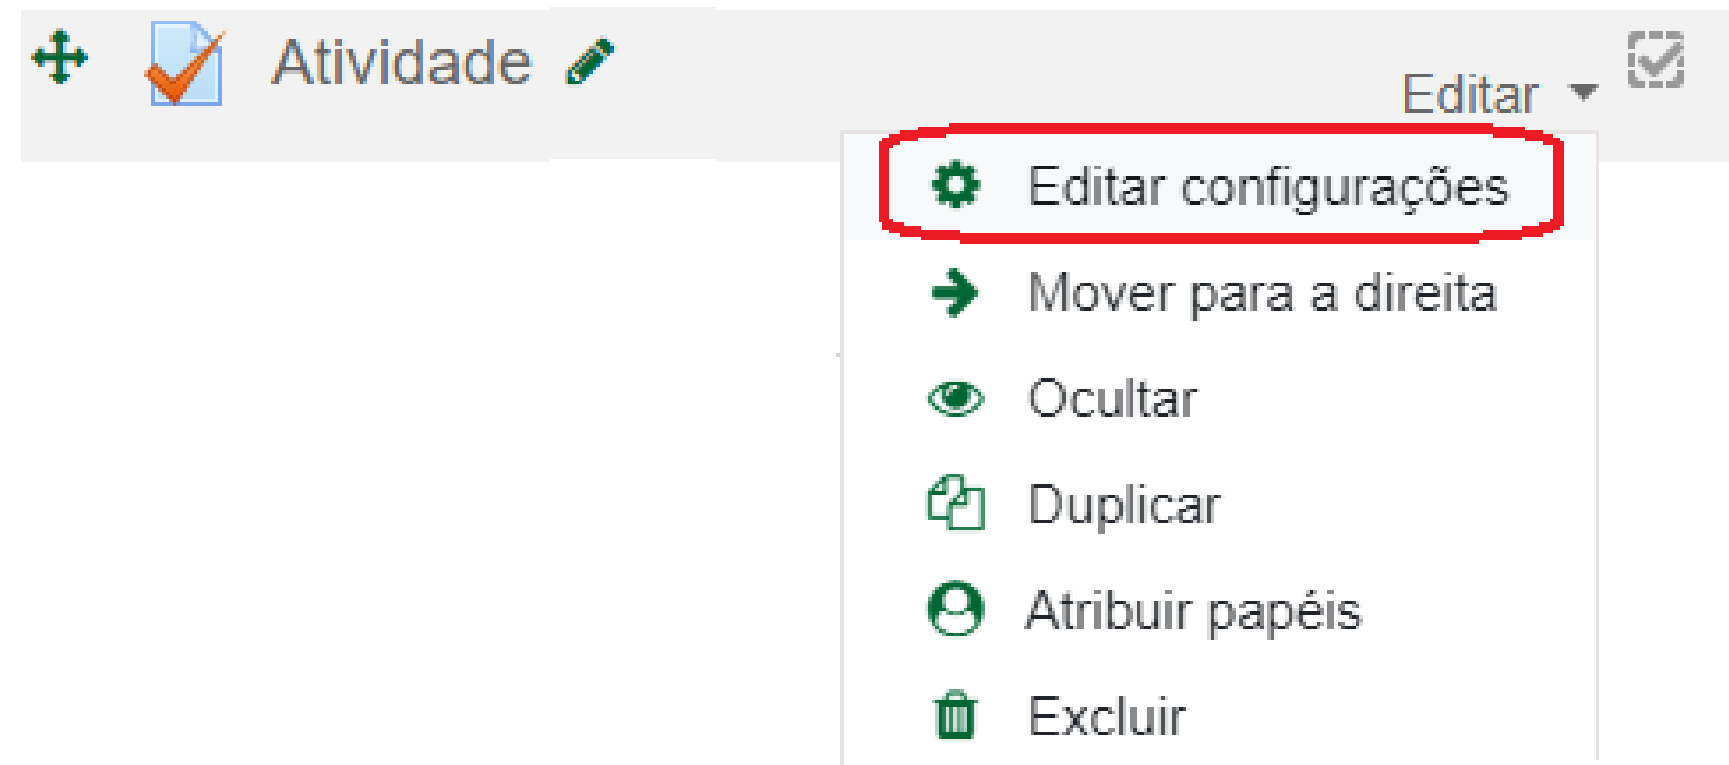 Atividade
Editar
Editar configurações
Mover para a direita
Ocultar
Duplicar
Atribuir papéis
Excluir